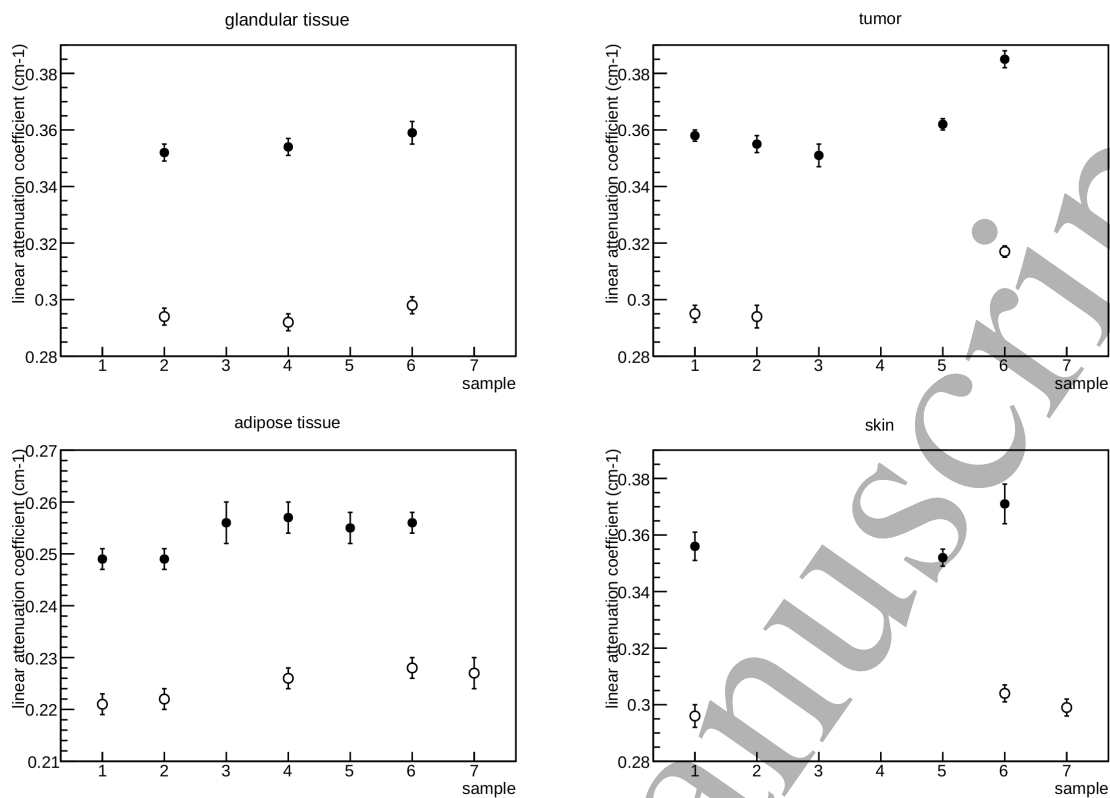 glandular tissue
linear attenuation coefficient (cm-1)
0.38
0.36
0.34
0.32
0.3
0.28
1 2 3 4 5 6 7
sample
tumor
linear attenuation coefficient (cm-1)
0.38
0.36
0.34
0.32
0.3
0.28
1 2 3 4 5 6 7
sample
adipose tissue
linear attenuation coefficient (cm-1)
0.27
0.26
0.25
0.24
0.23
0.22
0.21
1 2 3 4 5 6 7
sample
skin
linear attenuation coefficient (cm-1)
0.38
0.36
0.34
0.32
0.3
0.28
1 2 3 4 5 6 7
sample
anuscrip